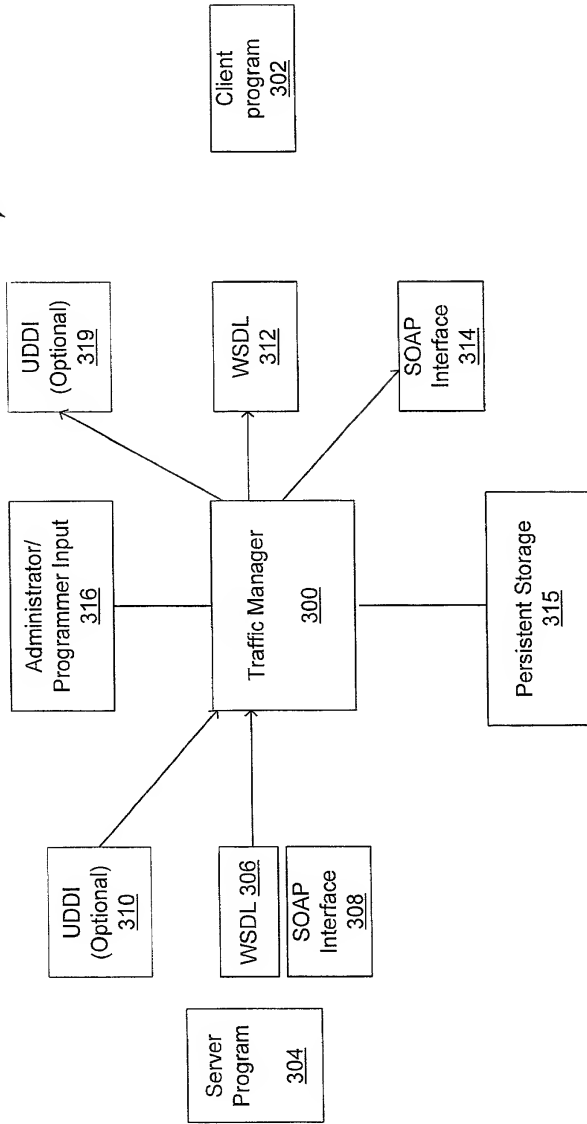 Server
Program
304
UDDI
(Optional)
310
WSDL 306
SOAP
Interface
308
Administrator/
Programmer Input
316
Traffic Manager
300
Persistent Storage
315
UDDI
(Optional)
319
WSDL
312
SOAP
Interface
314
Client
program
302